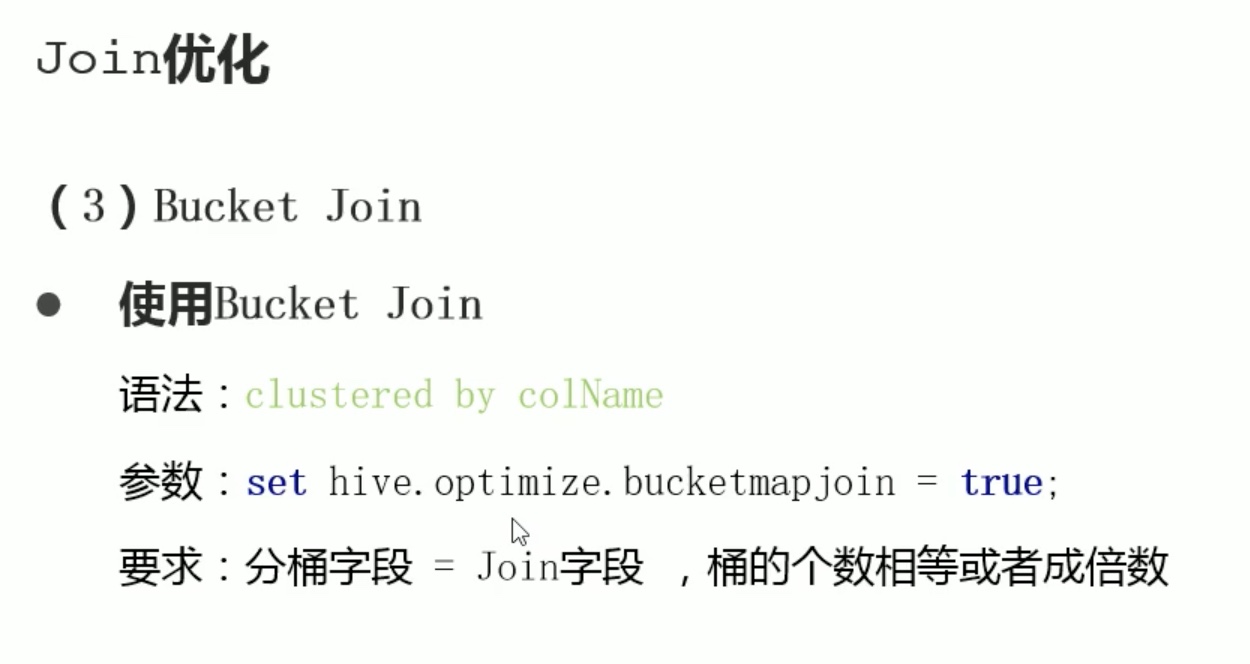 Join优化
（3）Bucket Join
● 使用Bucket Join
语法：clustered by colName
参数：set hive.optimize.bucketmapjoin = true;
要求：分桶字段 = Join字段 ，桶的个数相等或者成倍数